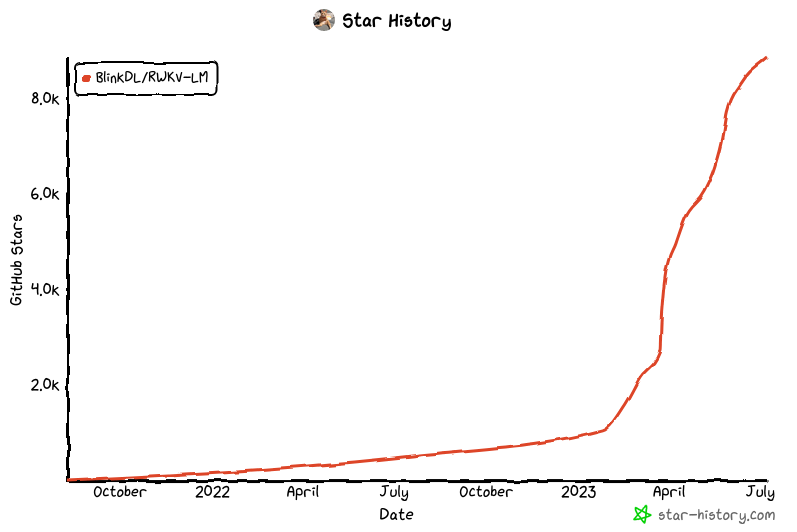 Star History
BlinkDL/RWKV-LM
8.0K
6.0K
4.0K
2.0K
GitHub Stars
October 2022 April July October 2023 April July
Date
star-history.com